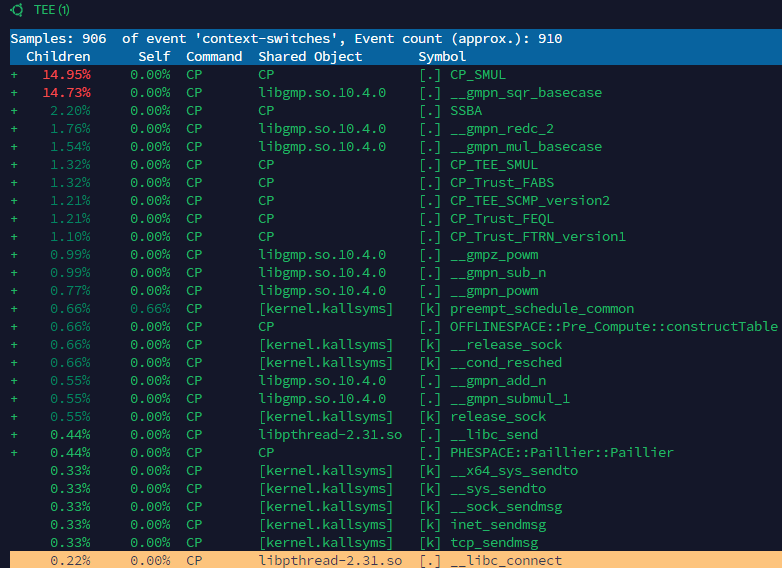 TEE (1)
Samples: 906 of event 'context-switches', Event count (approx.): 910
Children Self Command Shared Object Symbol
+ 14.95% 0.00% CP CP [.] CP_SMUL
+ 14.73% 0.00% CP libgmp.so.10.4.0 [.] __gmpn_sqr_basecase
+ 2.20% 0.00% CP CP [.] SSBA
+ 1.76% 0.00% CP libgmp.so.10.4.0 [.] __gmpn_redc_2
+ 1.54% 0.00% CP libgmp.so.10.4.0 [.] __gmpn_mul_basecase
+ 1.32% 0.00% CP CP [.] CP_TEE_SMUL
+ 1.32% 0.00% CP CP [.] CP_Trust_FABS
+ 1.21% 0.00% CP CP [.] CP_TEE_SCMP_version2
+ 1.21% 0.00% CP CP [.] CP_Trust_FEQL
+ 1.10% 0.00% CP CP [.] CP_Trust_FTRN_version1
+ 0.99% 0.00% CP libgmp.so.10.4.0 [.] __gmpz_powm
+ 0.99% 0.00% CP libgmp.so.10.4.0 [.] __gmpn_sub_n
+ 0.77% 0.00% CP libgmp.so.10.4.0 [.] __gmpn_powm
+ 0.66% 0.66% CP [kernel.kallsyms] [k] preempt_schedule_common
+ 0.66% 0.00% CP CP [.] OFFLINESPACE::Pre_Compute::constructTable
+ 0.66% 0.00% CP [kernel.kallsyms] [k] __release_sock
+ 0.66% 0.00% CP [kernel.kallsyms] [k] __cond_resched
+ 0.55% 0.00% CP libgmp.so.10.4.0 [.] __gmpn_add_n
+ 0.55% 0.00% CP libgmp.so.10.4.0 [.] __gmpn_submul_1
+ 0.55% 0.00% CP [kernel.kallsyms] [k] release_sock
+ 0.44% 0.00% CP libpthread-2.31.so [.] __libc_send
+ 0.44% 0.00% CP CP [.] PHESPACE::Paillier::Paillier
0.33% 0.00% CP [kernel.kallsyms] [k] __x64_sys_sendto
0.33% 0.00% CP [kernel.kallsyms] [k] __sys_sendto
0.33% 0.00% CP [kernel.kallsyms] [k] __sock_sendmsg
0.33% 0.00% CP [kernel.kallsyms] [k] inet_sendmsg
0.33% 0.00% CP [kernel.kallsyms] [k] tcp_sendmsg
0.22% 0.00% CP libpthread-2.31.so [.] __libc_connect